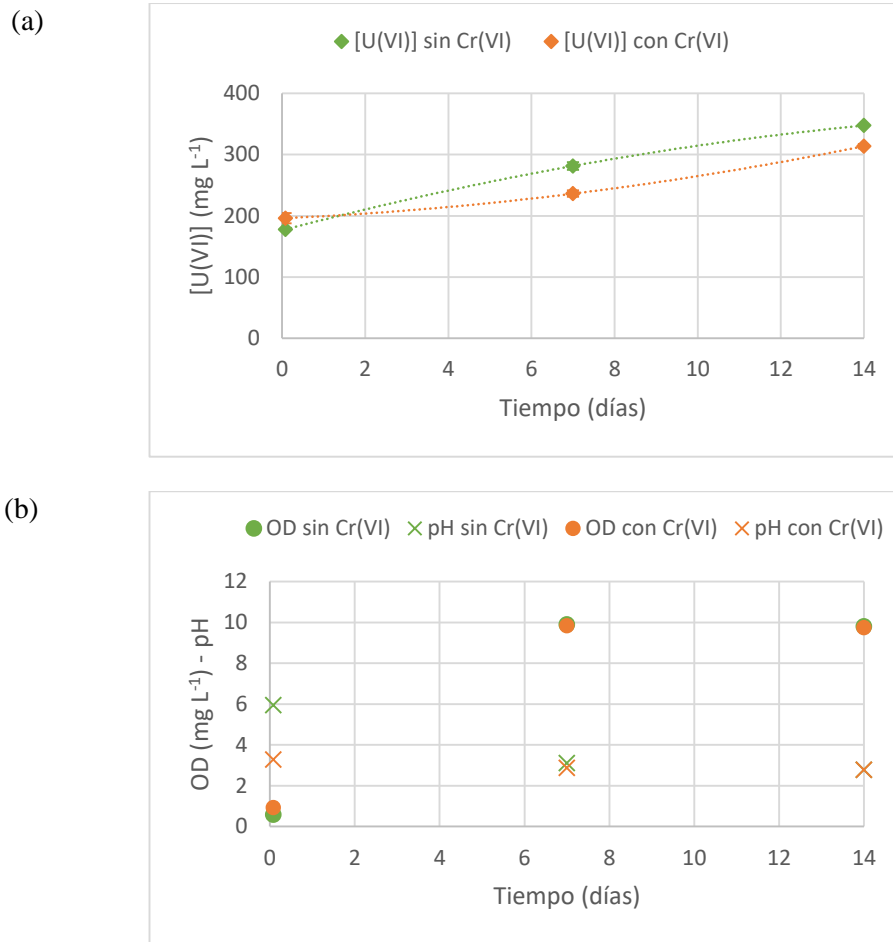 (a)
[U(VI)] sin Cr(VI) [U(VI)] con Cr(VI)
400
300
200
100
0
[U(VI)] (mg L-1)
0 2 4 6 8 10 12 14
Tiempo (días)
(b)
OD sin Cr(VI) pH sin Cr(VI) OD con Cr(VI) pH con Cr(VI)
12
10
8
6
4
2
0
OD (mg L-1) - pH
0 2 4 6 8 10 12 14
Tiempo (días)